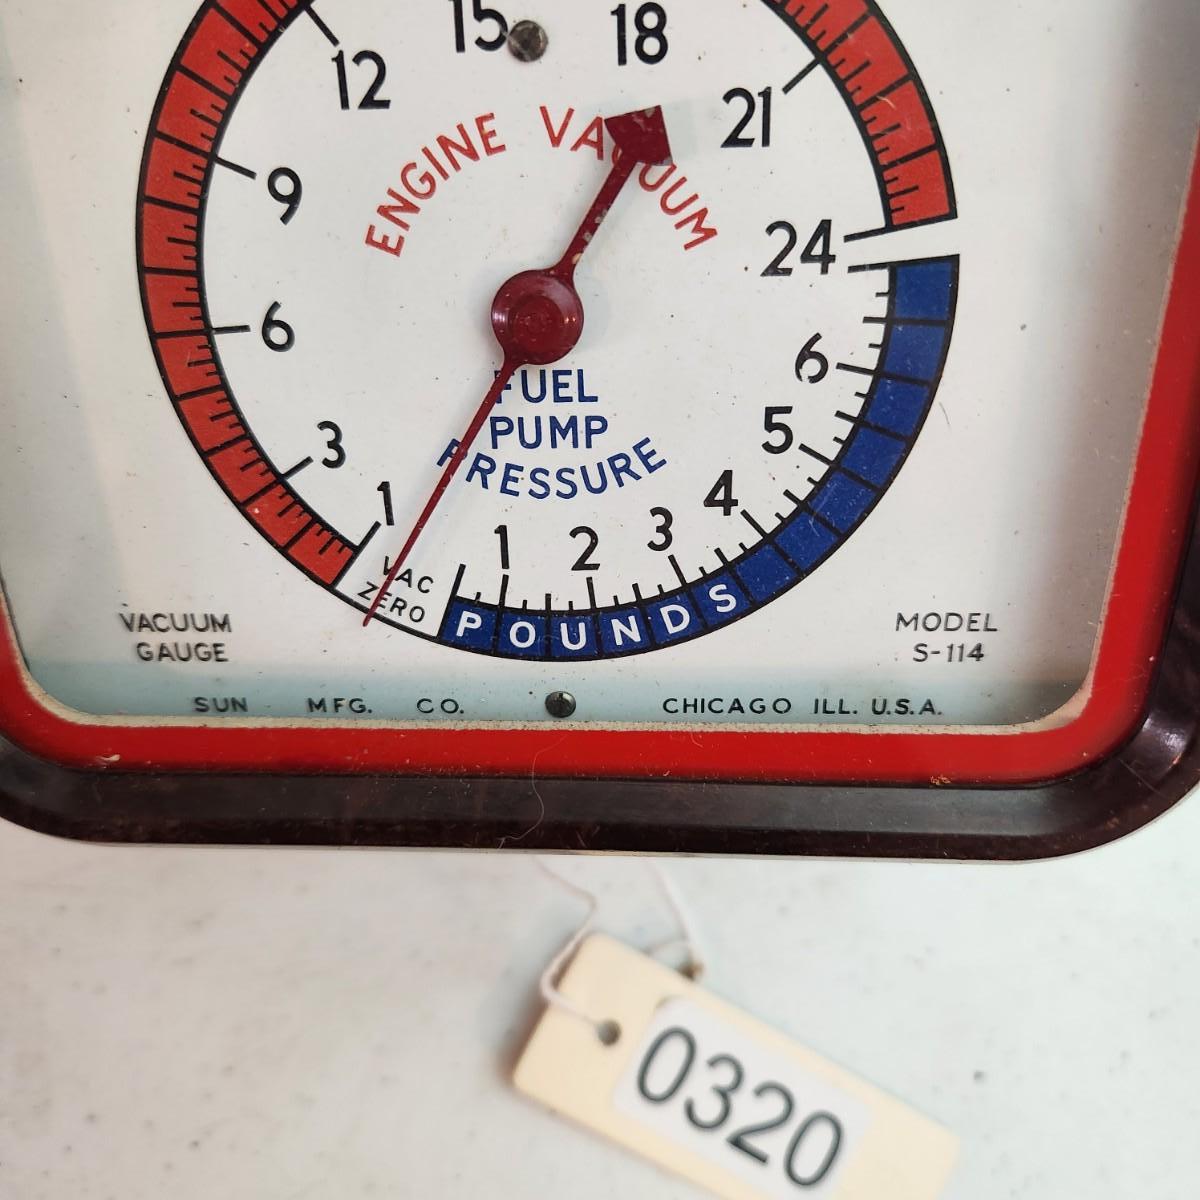 15 18
12 21
ENGINE VACUUM
9
24
6
6
FUEL
PUMP
PRESSURE
3
5
1
4
1 2 3
VAC
ZERO
POUNDS
VACUUM
GAUGE
MODEL
S-114
SUN MFG. CO. CHICAGO ILL. U.S.A.
0320